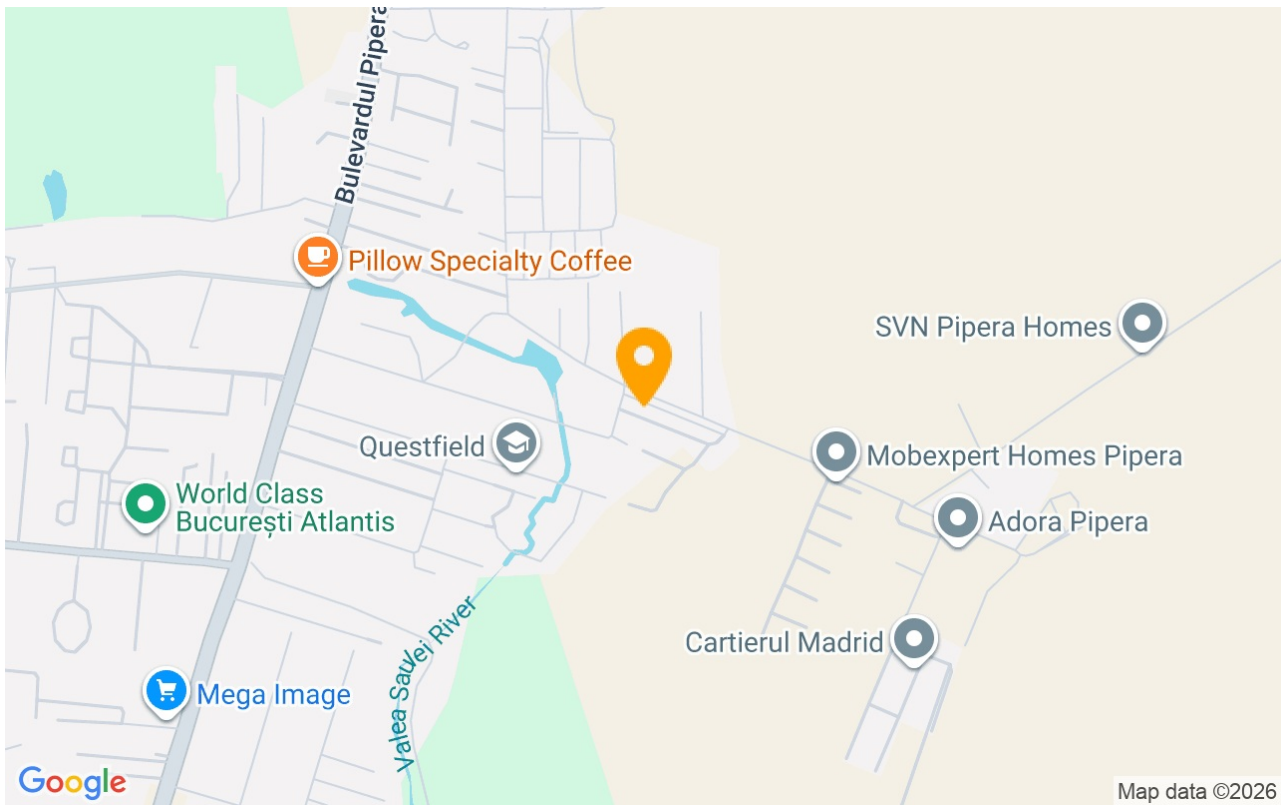 Bulevardul Pipera
Pillow Specialty Coffee
SVN Pipera Homes
Questfield
Mobexpert Homes Pipera
World Class
București Atlantis
Adora Pipera
Valea Saulei River
Cartierul Madrid
Mega Image
Google
Map data ©2026